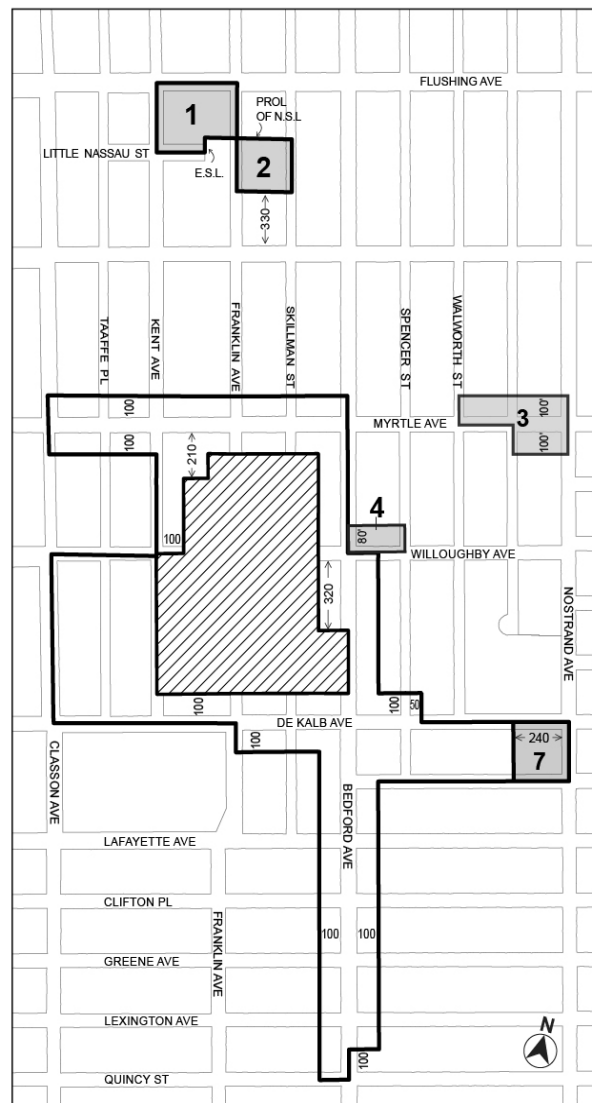 FLUSHING AVE
1
PROL
OF N.S.L
LITTLE NASSAU ST
E.S.L.
2
330
TAAFFE PL
KENT AVE
FRANKLIN AVE
SKILLMAN ST
SPENCER ST
WALWORTH ST
100
100'
MYRTLE AVE
3
100
210
100'
4
80'
100
WILLOUGHBY AVE
320
NOSTRAND AVE
100
100
50
DE KALB AVE
100
240
7
CLASSON AVE
BEDFORD AVE
LAFAYETTE AVE
CLIFTON PL
FRANKLIN AVE
100
100
GREENE AVE
LEXINGTON AVE
100
N
QUINCY ST